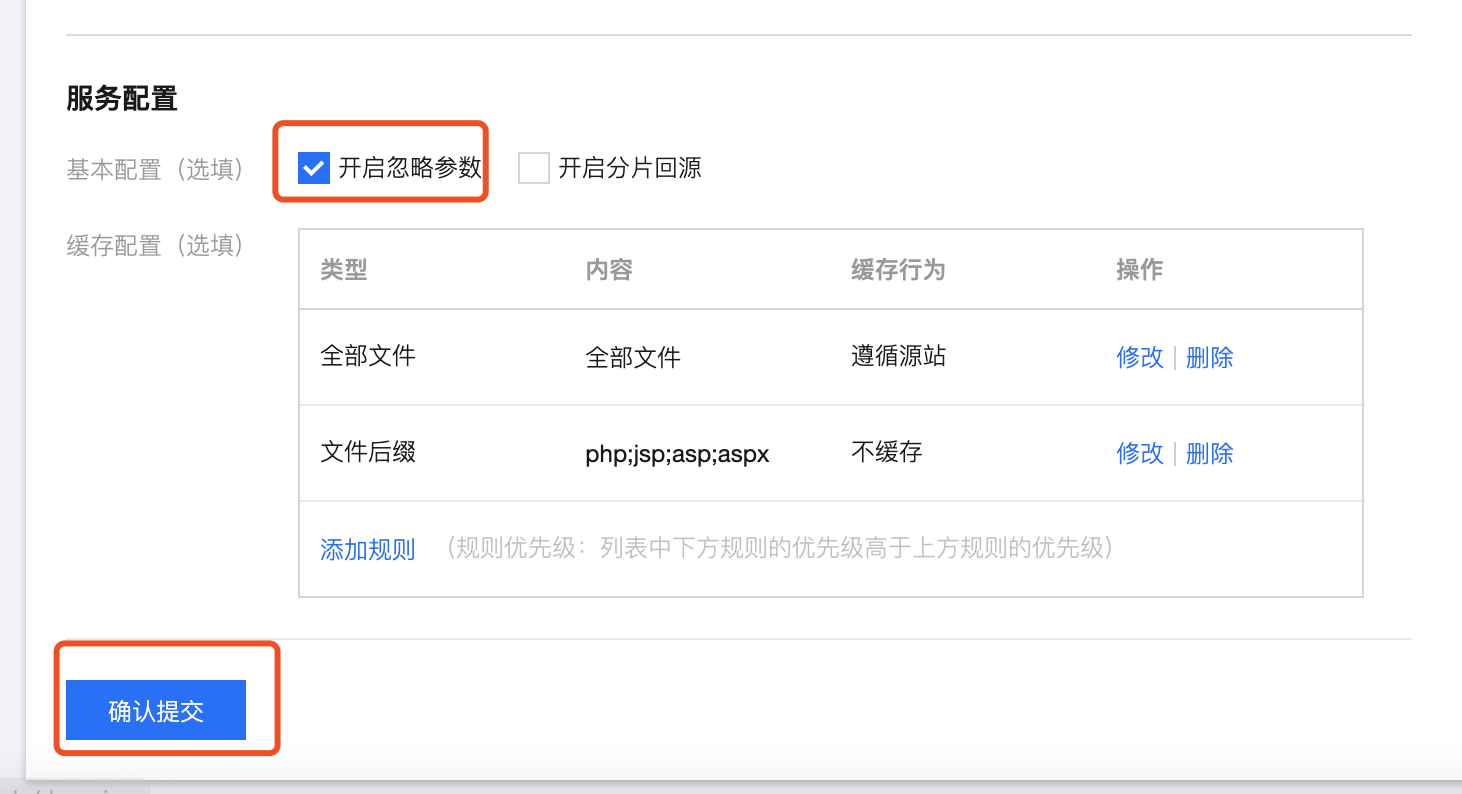 服务配置
基本配置（选填） 开启忽略参数 开启分片回源
缓存配置（选填）
类型 内容 缓存行为 操作
全部文件 全部文件 遵循源站 修改 | 删除
文件后缀 php;jsp;asp;aspx 不缓存 修改 | 删除
添加规则 （规则优先级：列表中下方规则的优先级高于上方规则的优先级）
确认提交